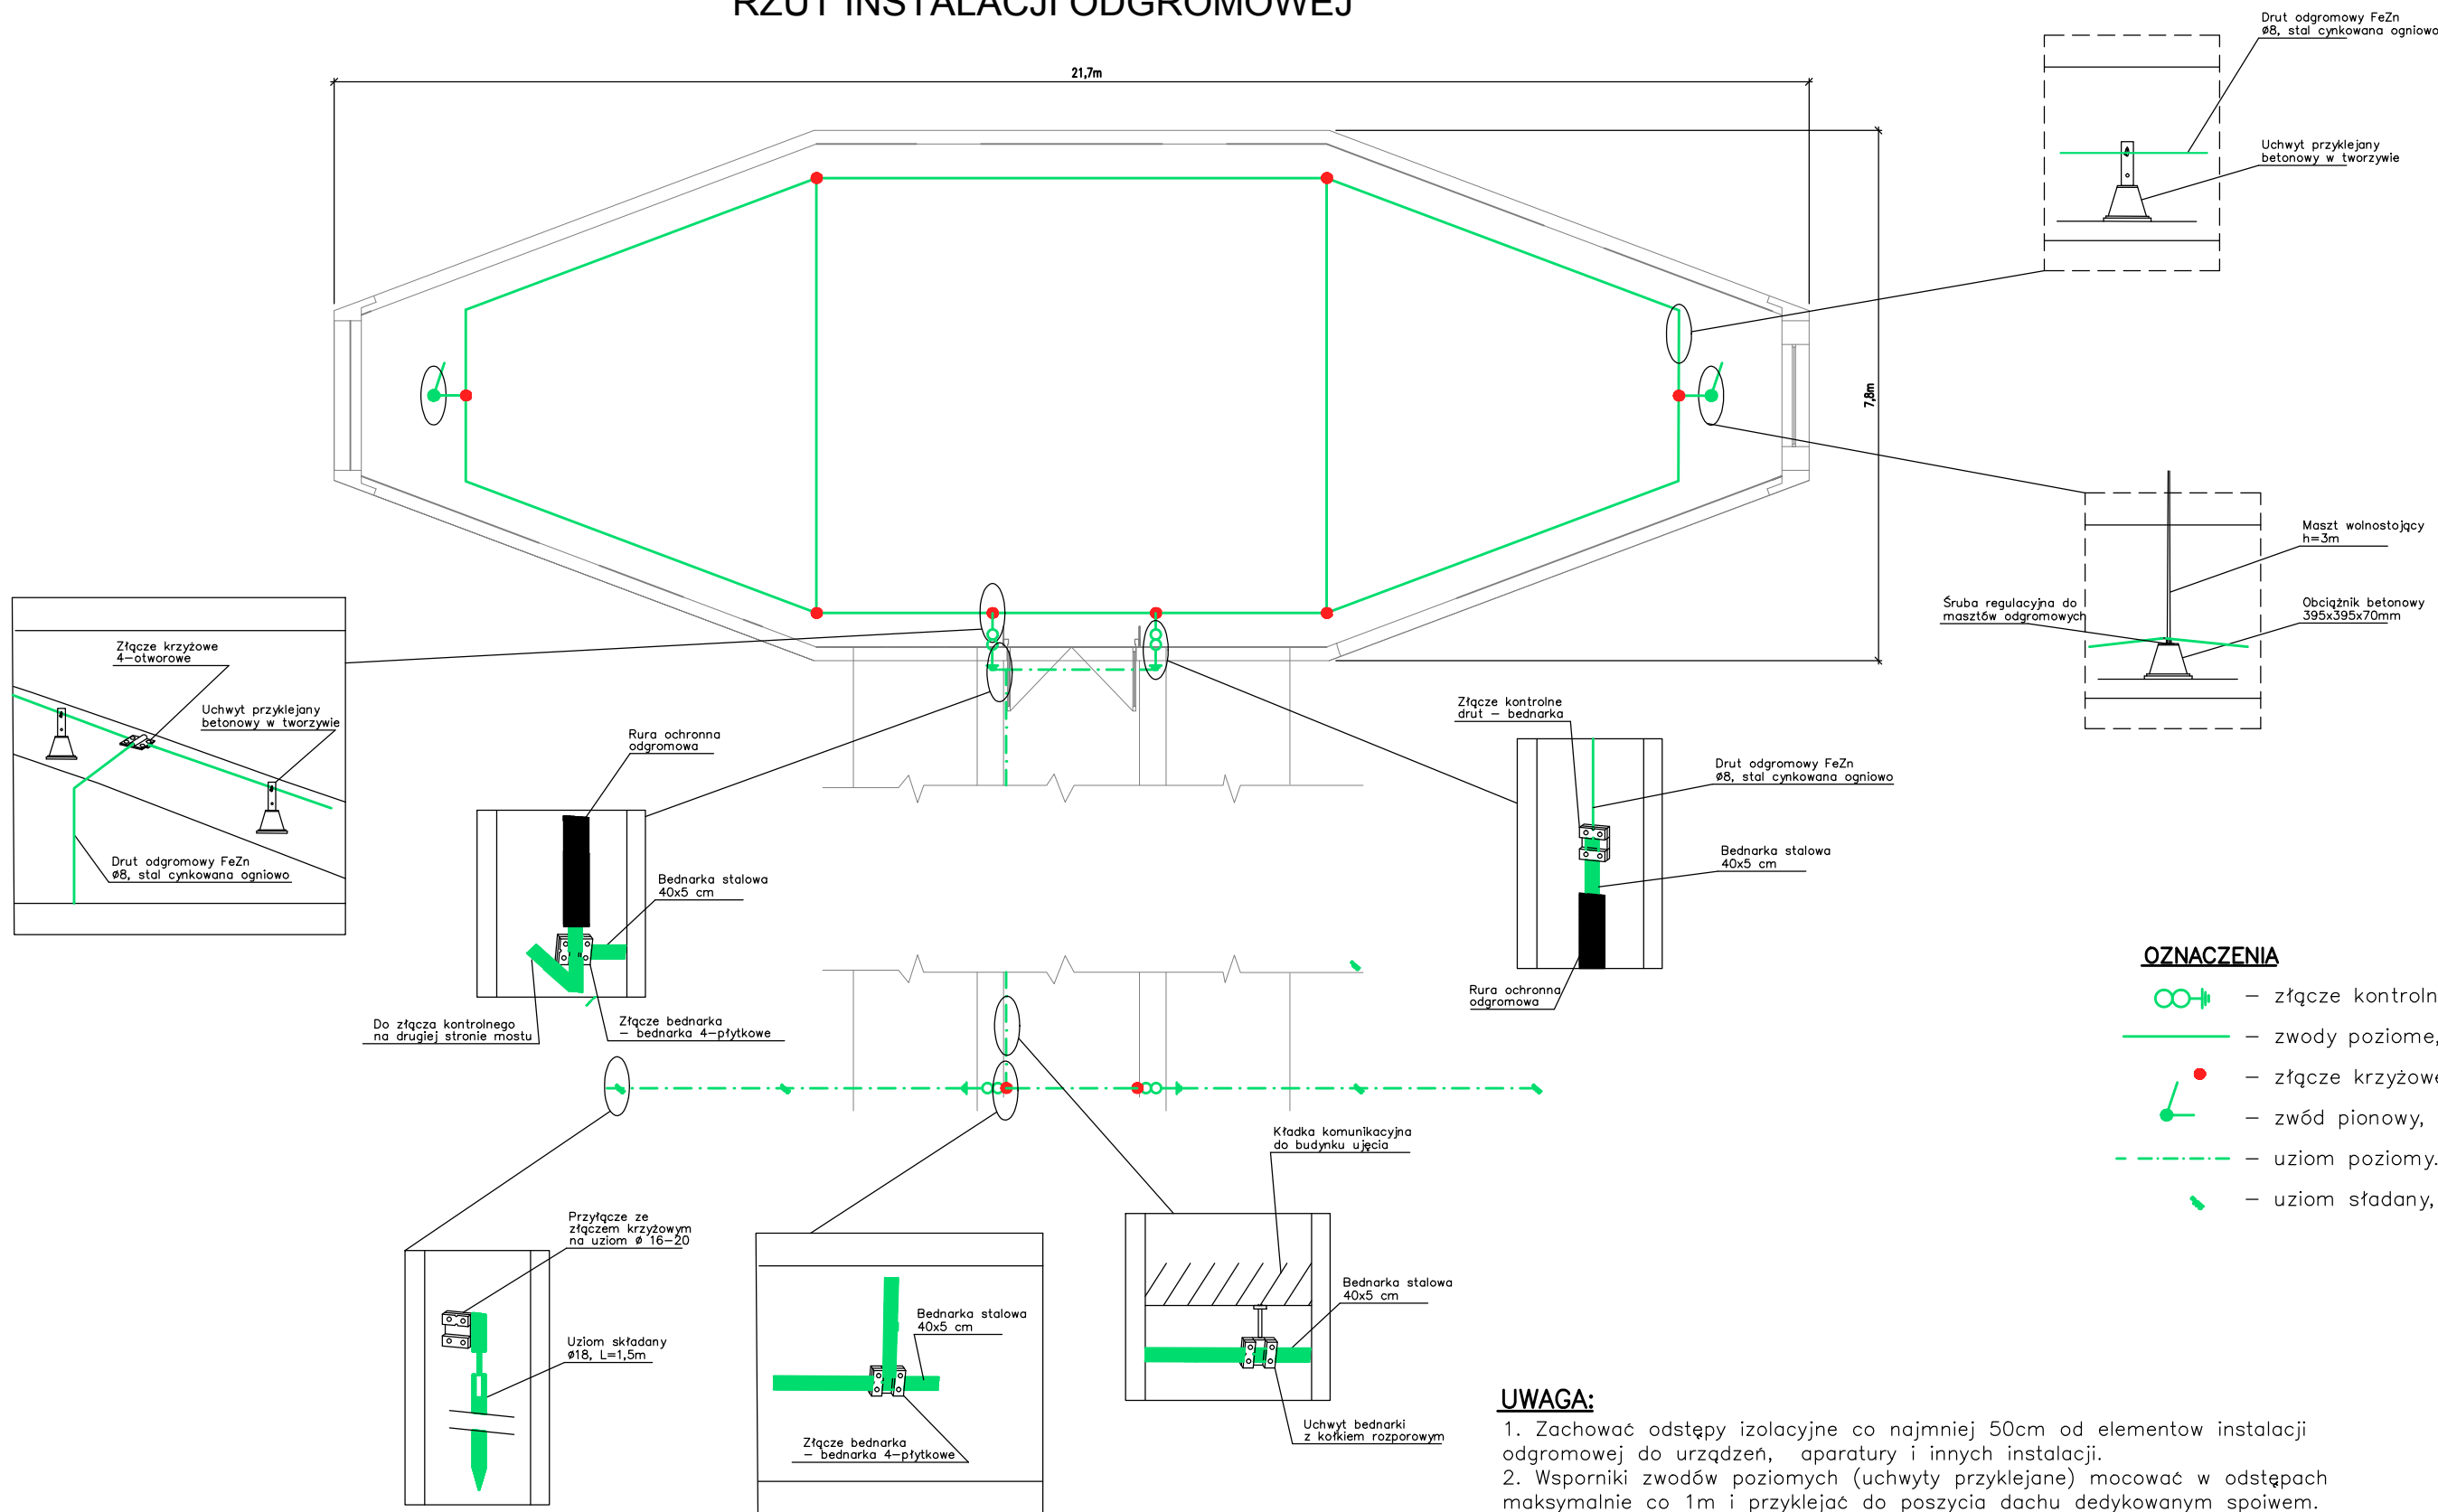 RZUT INSTALACJI ODGROMOWEJ
21,7m
7,8m
Drut odgromowy FeZn
ø8, stal cynkowana ogniowo
Uchwyt przyklejany
betonowy w tworzywie
Maszt wolnostojący
h=3m
Śruba regulacyjna do
masztów odgromowych
Obciążnik betonowy
395x395x70mm
Złącze krzyżowe
4-otworowe
Uchwyt przyklejany
betonowy w tworzywie
Drut odgromowy FeZn
ø8, stal cynkowana ogniowo
Rura ochronna
odgromowa
Bednarka stalowa
40x5 cm
Do złącza kontrolnego
na drugiej stronie mostu
Złącze bednarka
- bednarka 4-płytkowe
Złącze kontrolne
drut - bednarka
Drut odgromowy FeZn
ø8, stal cynkowana ogniowo
Bednarka stalowa
40x5 cm
Rura ochronna
odgromowa
OZNACZENIA
- złącze kontroln
- zwody poziome,
- złącze krzyżowe
- zwód pionowy,
- uziom poziomy.
- uziom sładany,
Przyłącze ze
złączem krzyżowym
na uziom ø 16-20
Uziom składany
ø18, L=1,5m
Bednarka stalowa
40x5 cm
Złącze bednarka
- bednarka 4-płytkowe
Kładka komunikacyjna
do budynku ujęcia
Bednarka stalowa
40x5 cm
Uchwyt bednarki
z kołkiem rozporowym
UWAGA:
1. Zachować odstępy izolacyjne co najmniej 50cm od elementow instalacji
odgromowej do urządzeń, aparatury i innych instalacji.
2. Wsporniki zwodów poziomych (uchwyty przyklejane) mocować w odstępach
maksymalnie co 1m i przyklejać do poszycia dachu dedykowanym spoiwem.